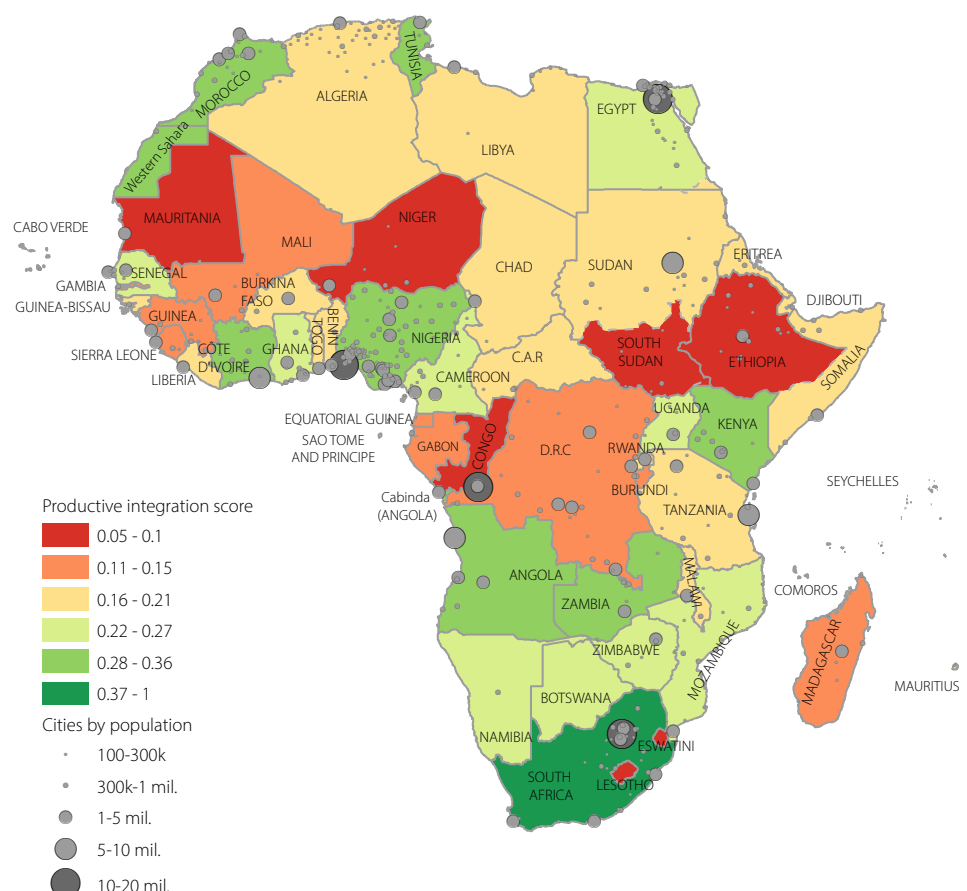 TUNISIA
MOROCCO
ALGERIA
LIBYA
EGYPT
Western Sahara
MAURITANIA
MALI
NIGER
CHAD
SUDAN
ERITREA
CABO VERDE
SENEGAL
GAMBIA
GUINEA-BISSAU
GUINEA
SIERRA LEONE
LIBERIA
CÔTE
D'IVOIRE
BURKINA
FASO
GHANA
TOGO
BENIN
NIGERIA
CAMEROON
C.A.R
SOUTH
SUDAN
ETHIOPIA
DJIBOUTI
SOMALIA
EQUATORIAL GUINEA
SAO TOME
AND PRINCIPE
GABON
CONGO
D.R.C
UGANDA
KENYA
RWANDA
BURUNDI
TANZANIA
SEYCHELLES
Cabinda
(ANGOLA)
ANGOLA
ZAMBIA
MALAWI
COMOROS
MOZAMBIQUE
ZIMBABWE
MADAGASCAR
MAURITIUS
BOTSWANA
NAMIBIA
ESWATINI
LESOTHO
SOUTH
AFRICA
Productive integration score
0.05 - 0.1
0.11 - 0.15
0.16 - 0.21
0.22 - 0.27
0.28 - 0.36
0.37 - 1
Cities by population
100-300k
300k-1 mil.
1-5 mil.
5-10 mil.
10-20 mil.